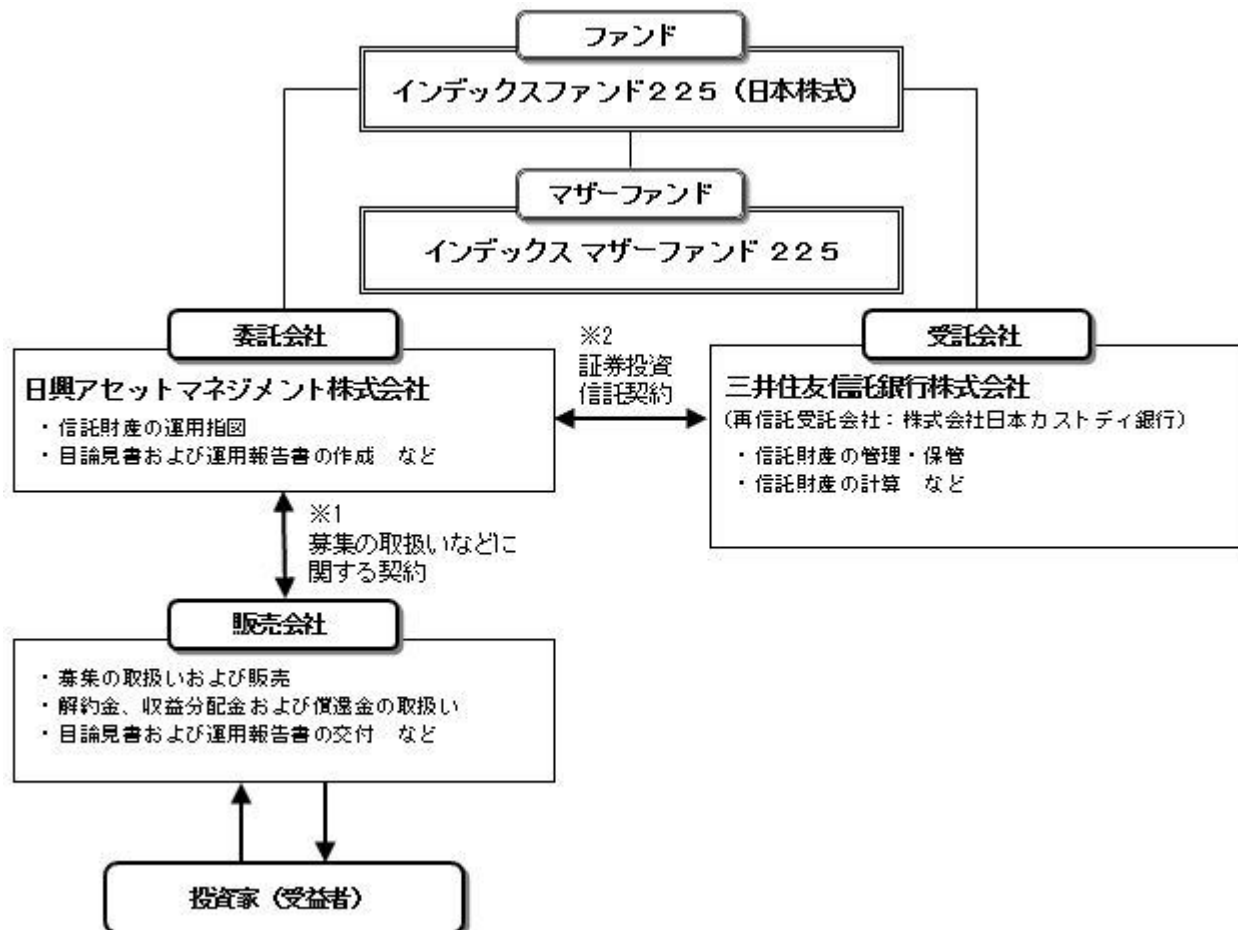 ファンド
インデックスファンド２２５（日本株式）
マザーファンド
インデックス マザーファンド ２２５
委託会社
日興アセットマネジメント株式会社
・信託財産の運用指図
・目論見書および運用報告書の作成　など
※2
証券投資
信託契約
受託会社
三井住友信託銀行株式会社
（再信託受託会社：株式会社日本カストディ銀行）
・信託財産の管理・保管
・信託財産の計算　など
※1
募集の取扱いなどに
関する契約
販売会社
・募集の取扱いおよび販売
・解約金、収益分配金および償還金の取扱い
・目論見書および運用報告書の交付　など
投資家（受益者）